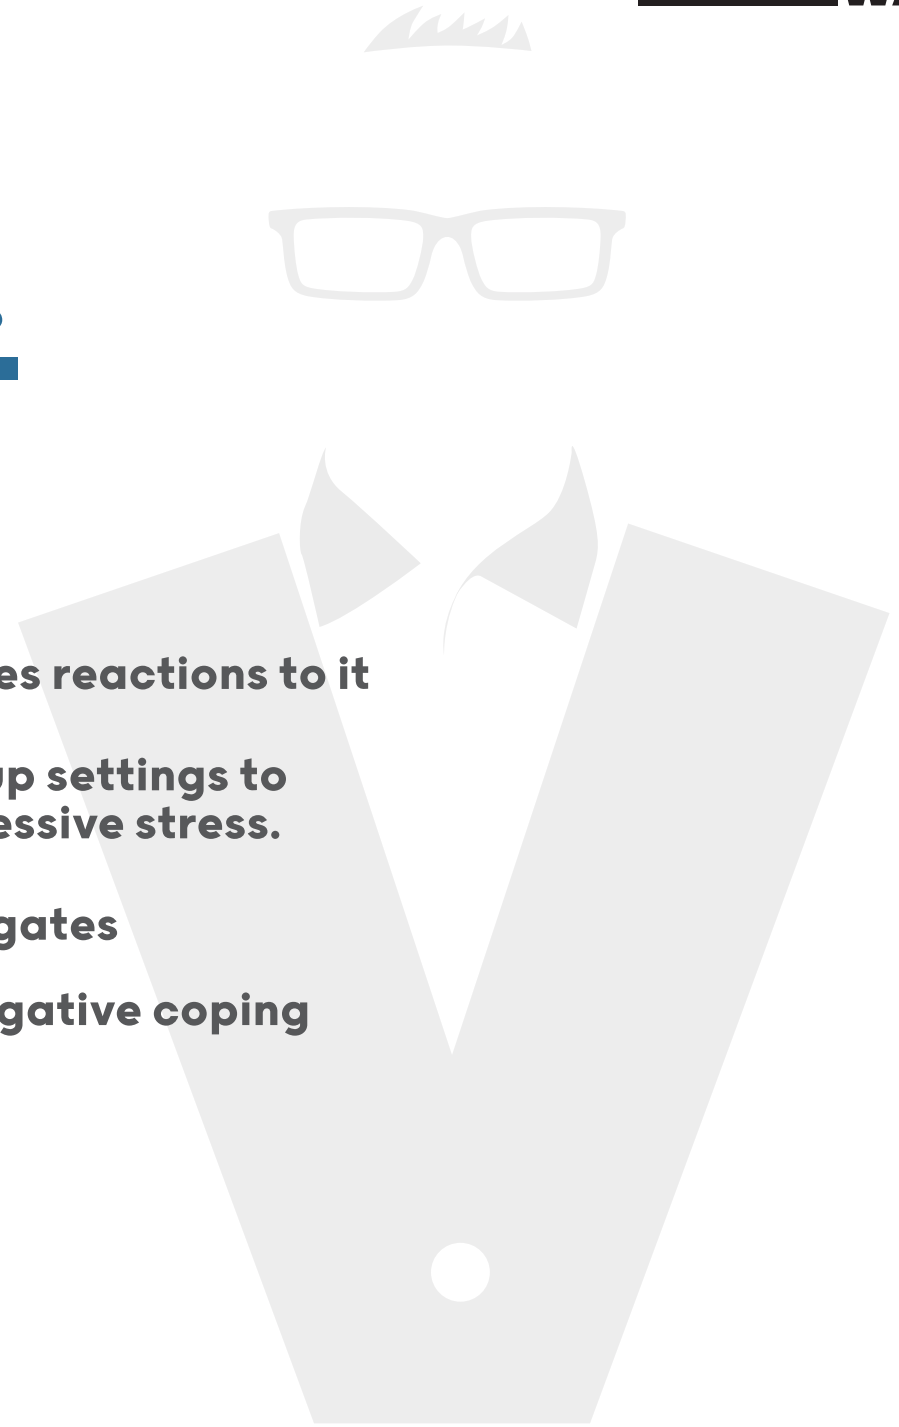 es reactions to it
up settings to
essive stress.
gates
gative coping